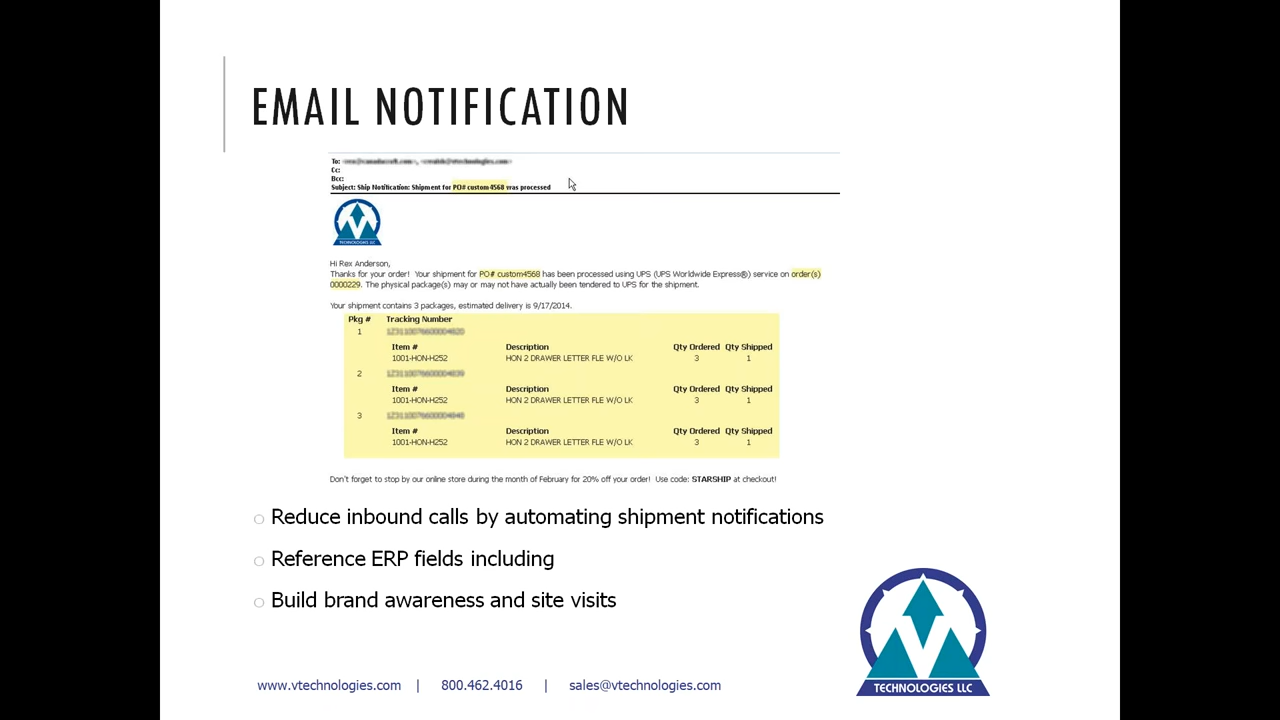 EMAIL NOTIFICATION
To:
Cc:
Bcc:
Subject: Ship Notification: Shipment for PO# custom4568 was processed
TECHNOLOGIES LLC
Hi Rex Anderson,
Thanks for your order! Your shipment for PO# custom4568 has been processed using UPS (UPS Worldwide Express®) service on order(s)
0000229. The physical package(s) may or may not have actually been tendered to UPS for the shipment.
Your shipment contains 3 packages, estimated delivery is 9/17/2014.
Pkg # Tracking Number
1
Item # Description Qty Ordered Qty Shipped
1001-HON-H252 HON 2 DRAWER LETTER FLE W/O LK 3 1
2
Item # Description Qty Ordered Qty Shipped
1001-HON-H252 HON 2 DRAWER LETTER FLE W/O LK 3 1
3
Item # Description Qty Ordered Qty Shipped
1001-HON-H252 HON 2 DRAWER LETTER FLE W/O LK 3 1
Don't forget to stop by our online store during the month of February for 20% off your order! Use code: STARSHIP at checkout!
Reduce inbound calls by automating shipment notifications
Reference ERP fields including
Build brand awareness and site visits
www.vtechnologies.com | 800.462.4016 | sales@vtechnologies.com
TECHNOLOGIES LLC